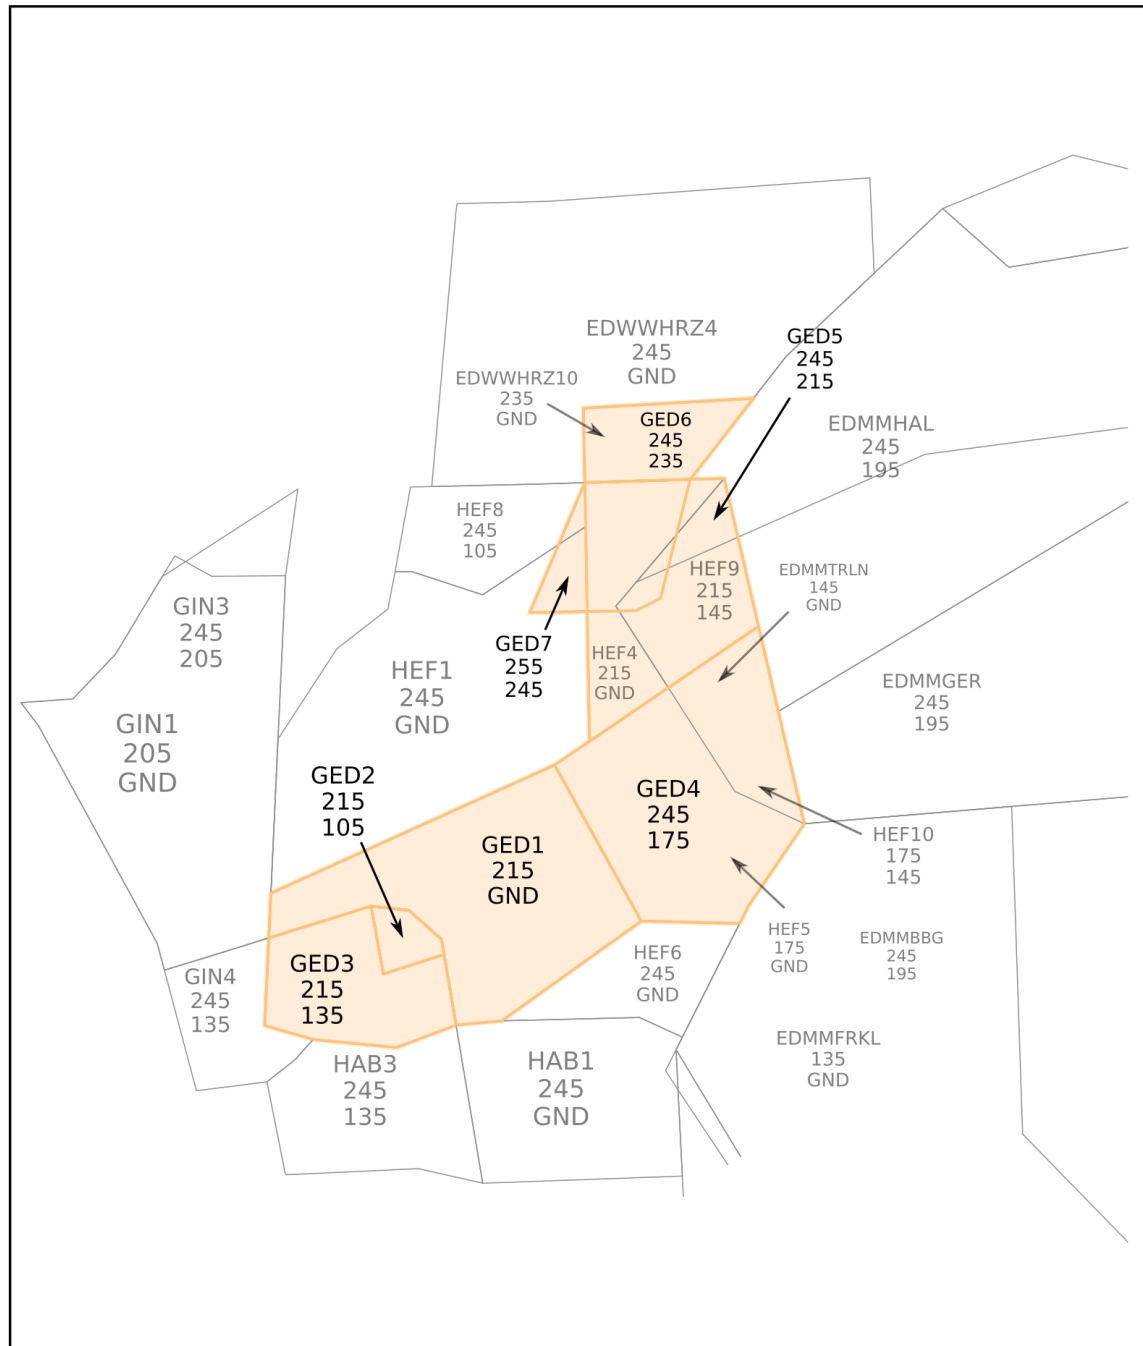 EDWWHRZ4
245
GND
GED5
245
215
EDWWHRZ10
235
GND
GED6
245
235
EDMMHAL
245
195
HEF8
245
105
HEF9
215
145
EDMMTRLN
145
GND
GIN3
245
205
GED7
255
245
HEF4
215
GND
HEF1
245
GND
EDMMGER
245
195
GIN1
205
GND
GED2
215
105
GED4
245
175
GED1
215
GND
HEF10
175
145
HEF5
175
GND
EDMMBBG
245
195
HEF6
245
GND
GED3
215
135
GIN4
245
135
EDMMFRKL
135
GND
HAB3
245
135
HAB1
245
GND